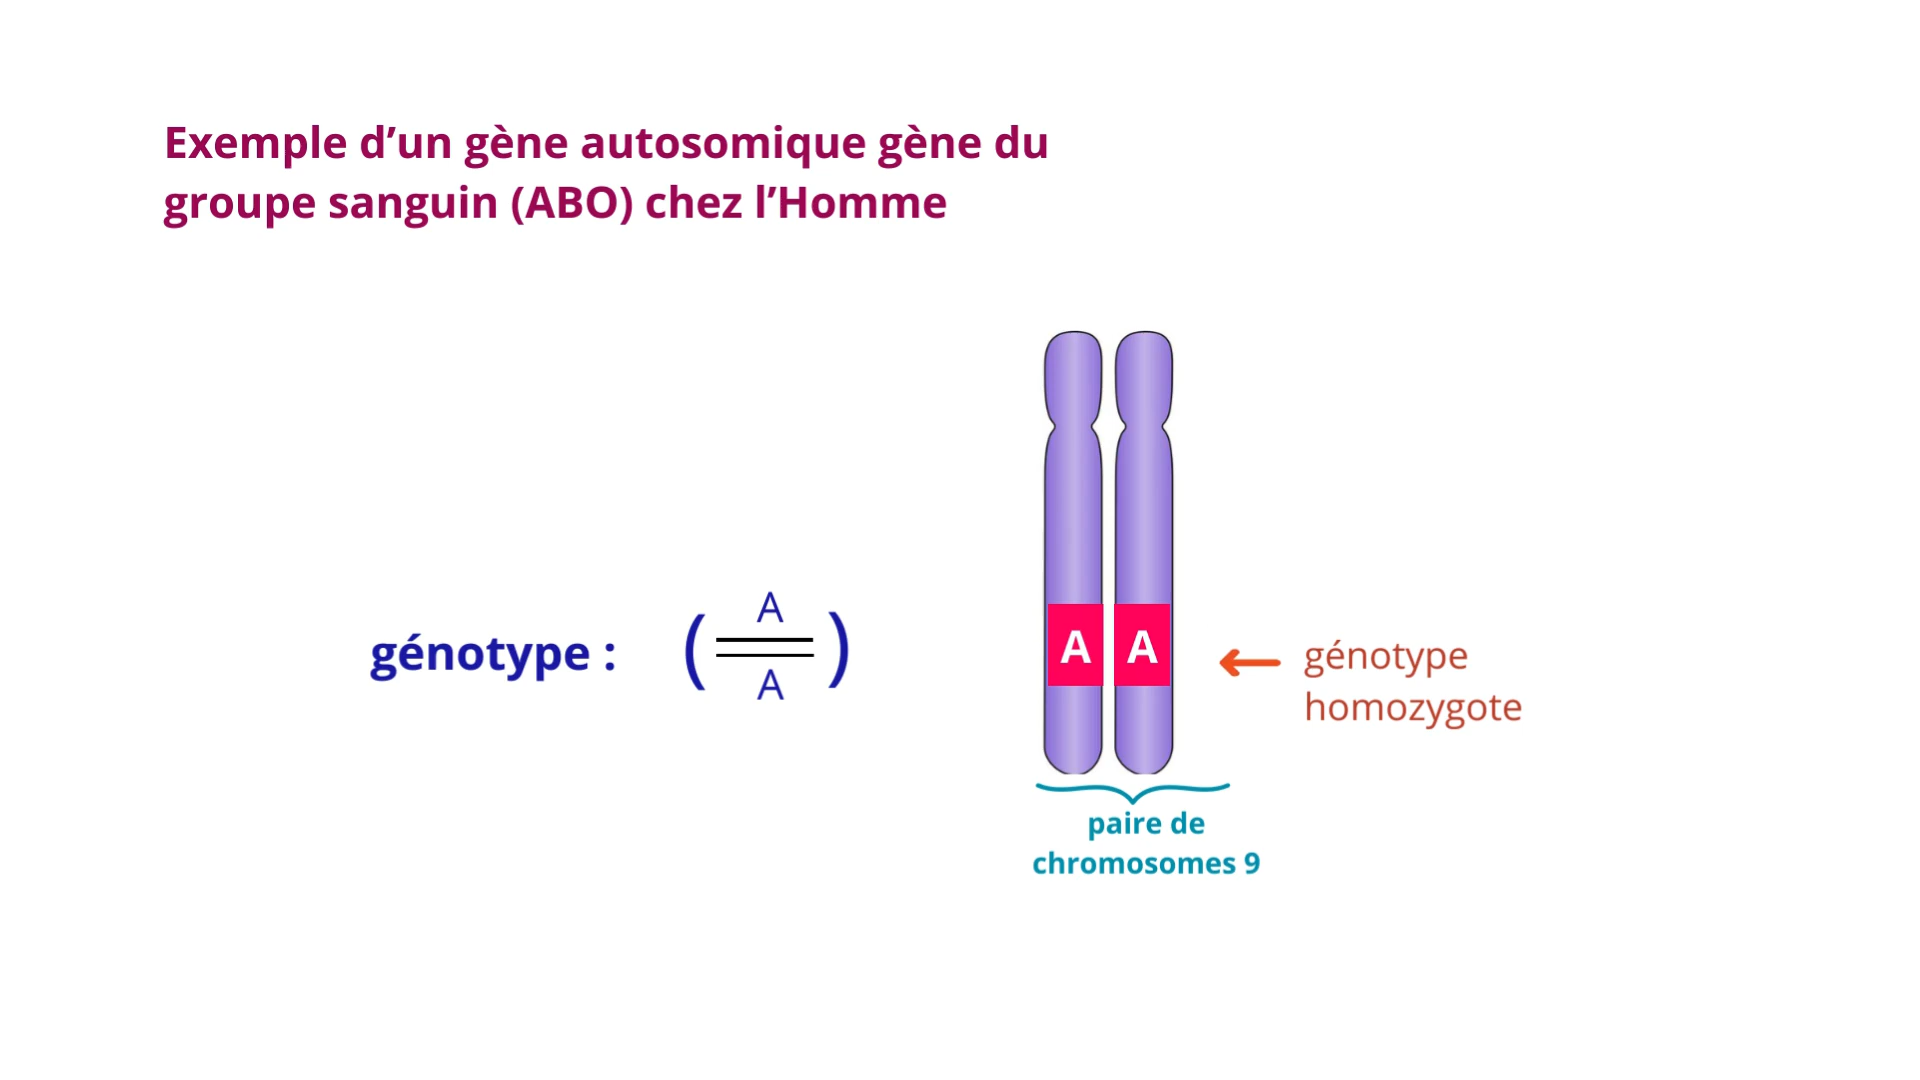 Exemple d’un gène autosomique gène du
groupe sanguin (ABO) chez l’Homme
génotype :
(
A
A
)
A A
génotype
homozygote
paire de
chromosomes 9